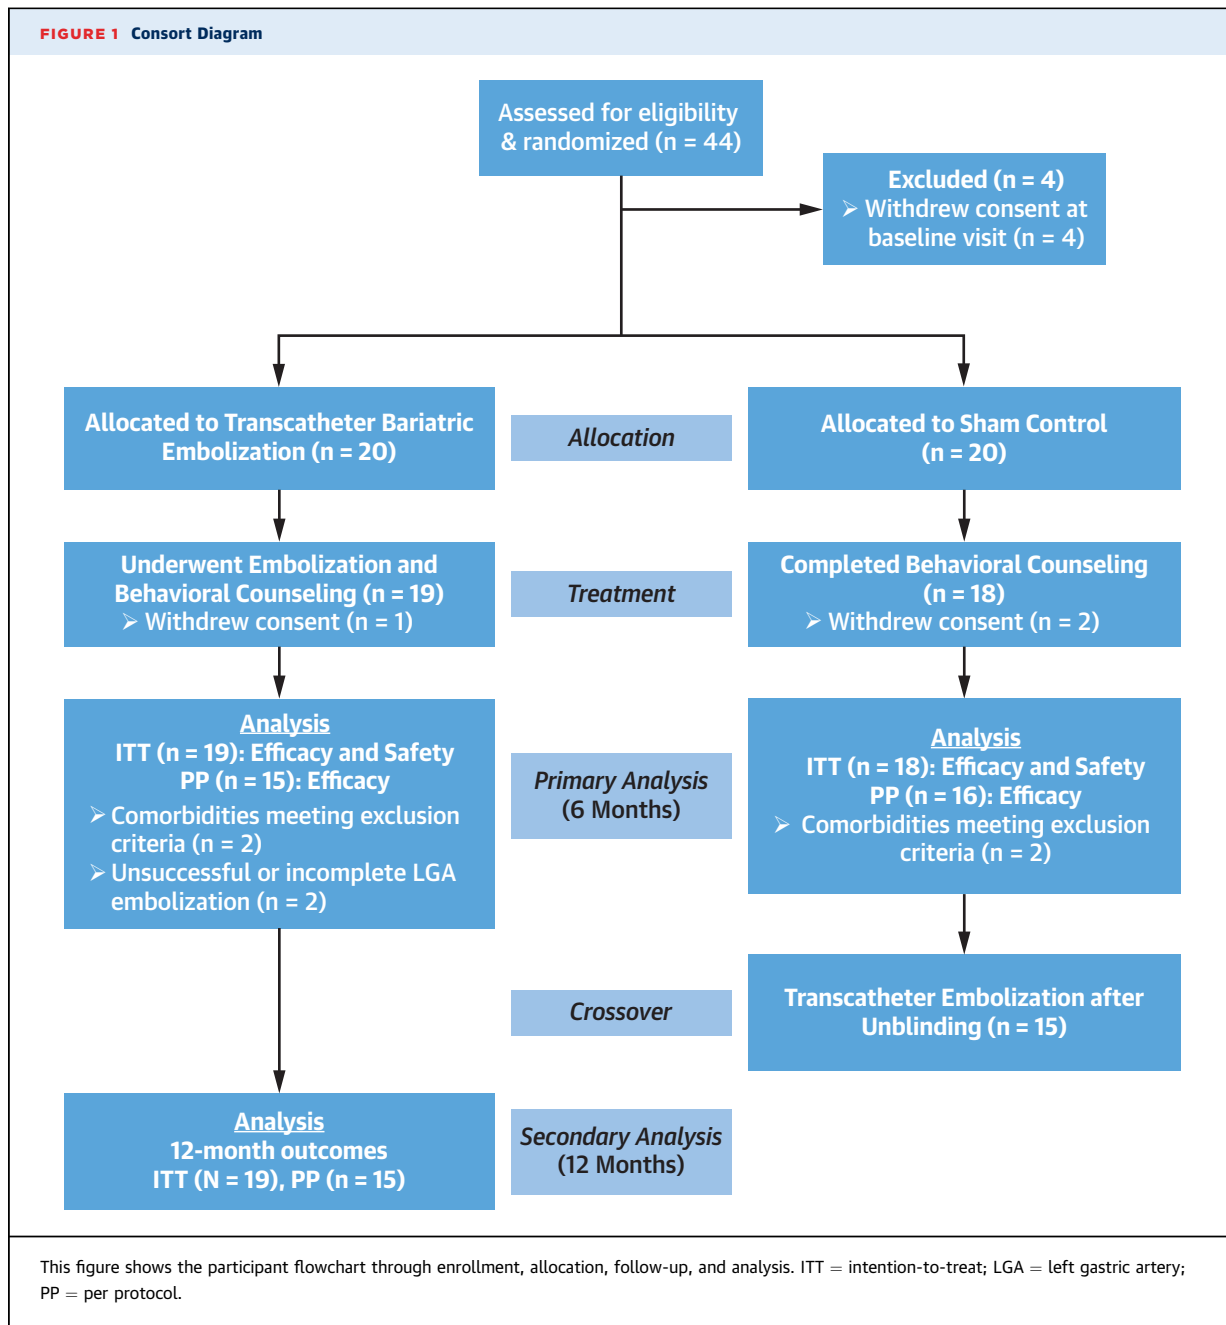 FIGURE 1 Consort Diagram
Assessed for eligibility
& randomized (n = 44)
Excluded (n = 4)
➢ Withdrew consent at
baseline visit (n = 4)
Allocated to Transcatheter Bariatric
Embolization (n = 20)
Allocation
Allocated to Sham Control
(n = 20)
Underwent Embolization and
Behavioral Counseling (n = 19)
➢ Withdrew consent (n = 1)
Treatment
Completed Behavioral Counseling
(n = 18)
➢ Withdrew consent (n = 2)
Analysis
ITT (n = 19): Efficacy and Safety
PP (n = 15): Efficacy
➢ Comorbidities meeting exclusion
criteria (n = 2)
➢ Unsuccessful or incomplete LGA
embolization (n = 2)
Primary Analysis
(6 Months)
Analysis
ITT (n = 18): Efficacy and Safety
PP (n = 16): Efficacy
➢ Comorbidities meeting exclusion
criteria (n = 2)
Crossover
Transcatheter Embolization after
Unblinding (n = 15)
Analysis
12-month outcomes
ITT (N = 19), PP (n = 15)
Secondary Analysis
(12 Months)
This figure shows the participant flowchart through enrollment, allocation, follow-up, and analysis. ITT = intention-to-treat; LGA = left gastric artery;
PP = per protocol.